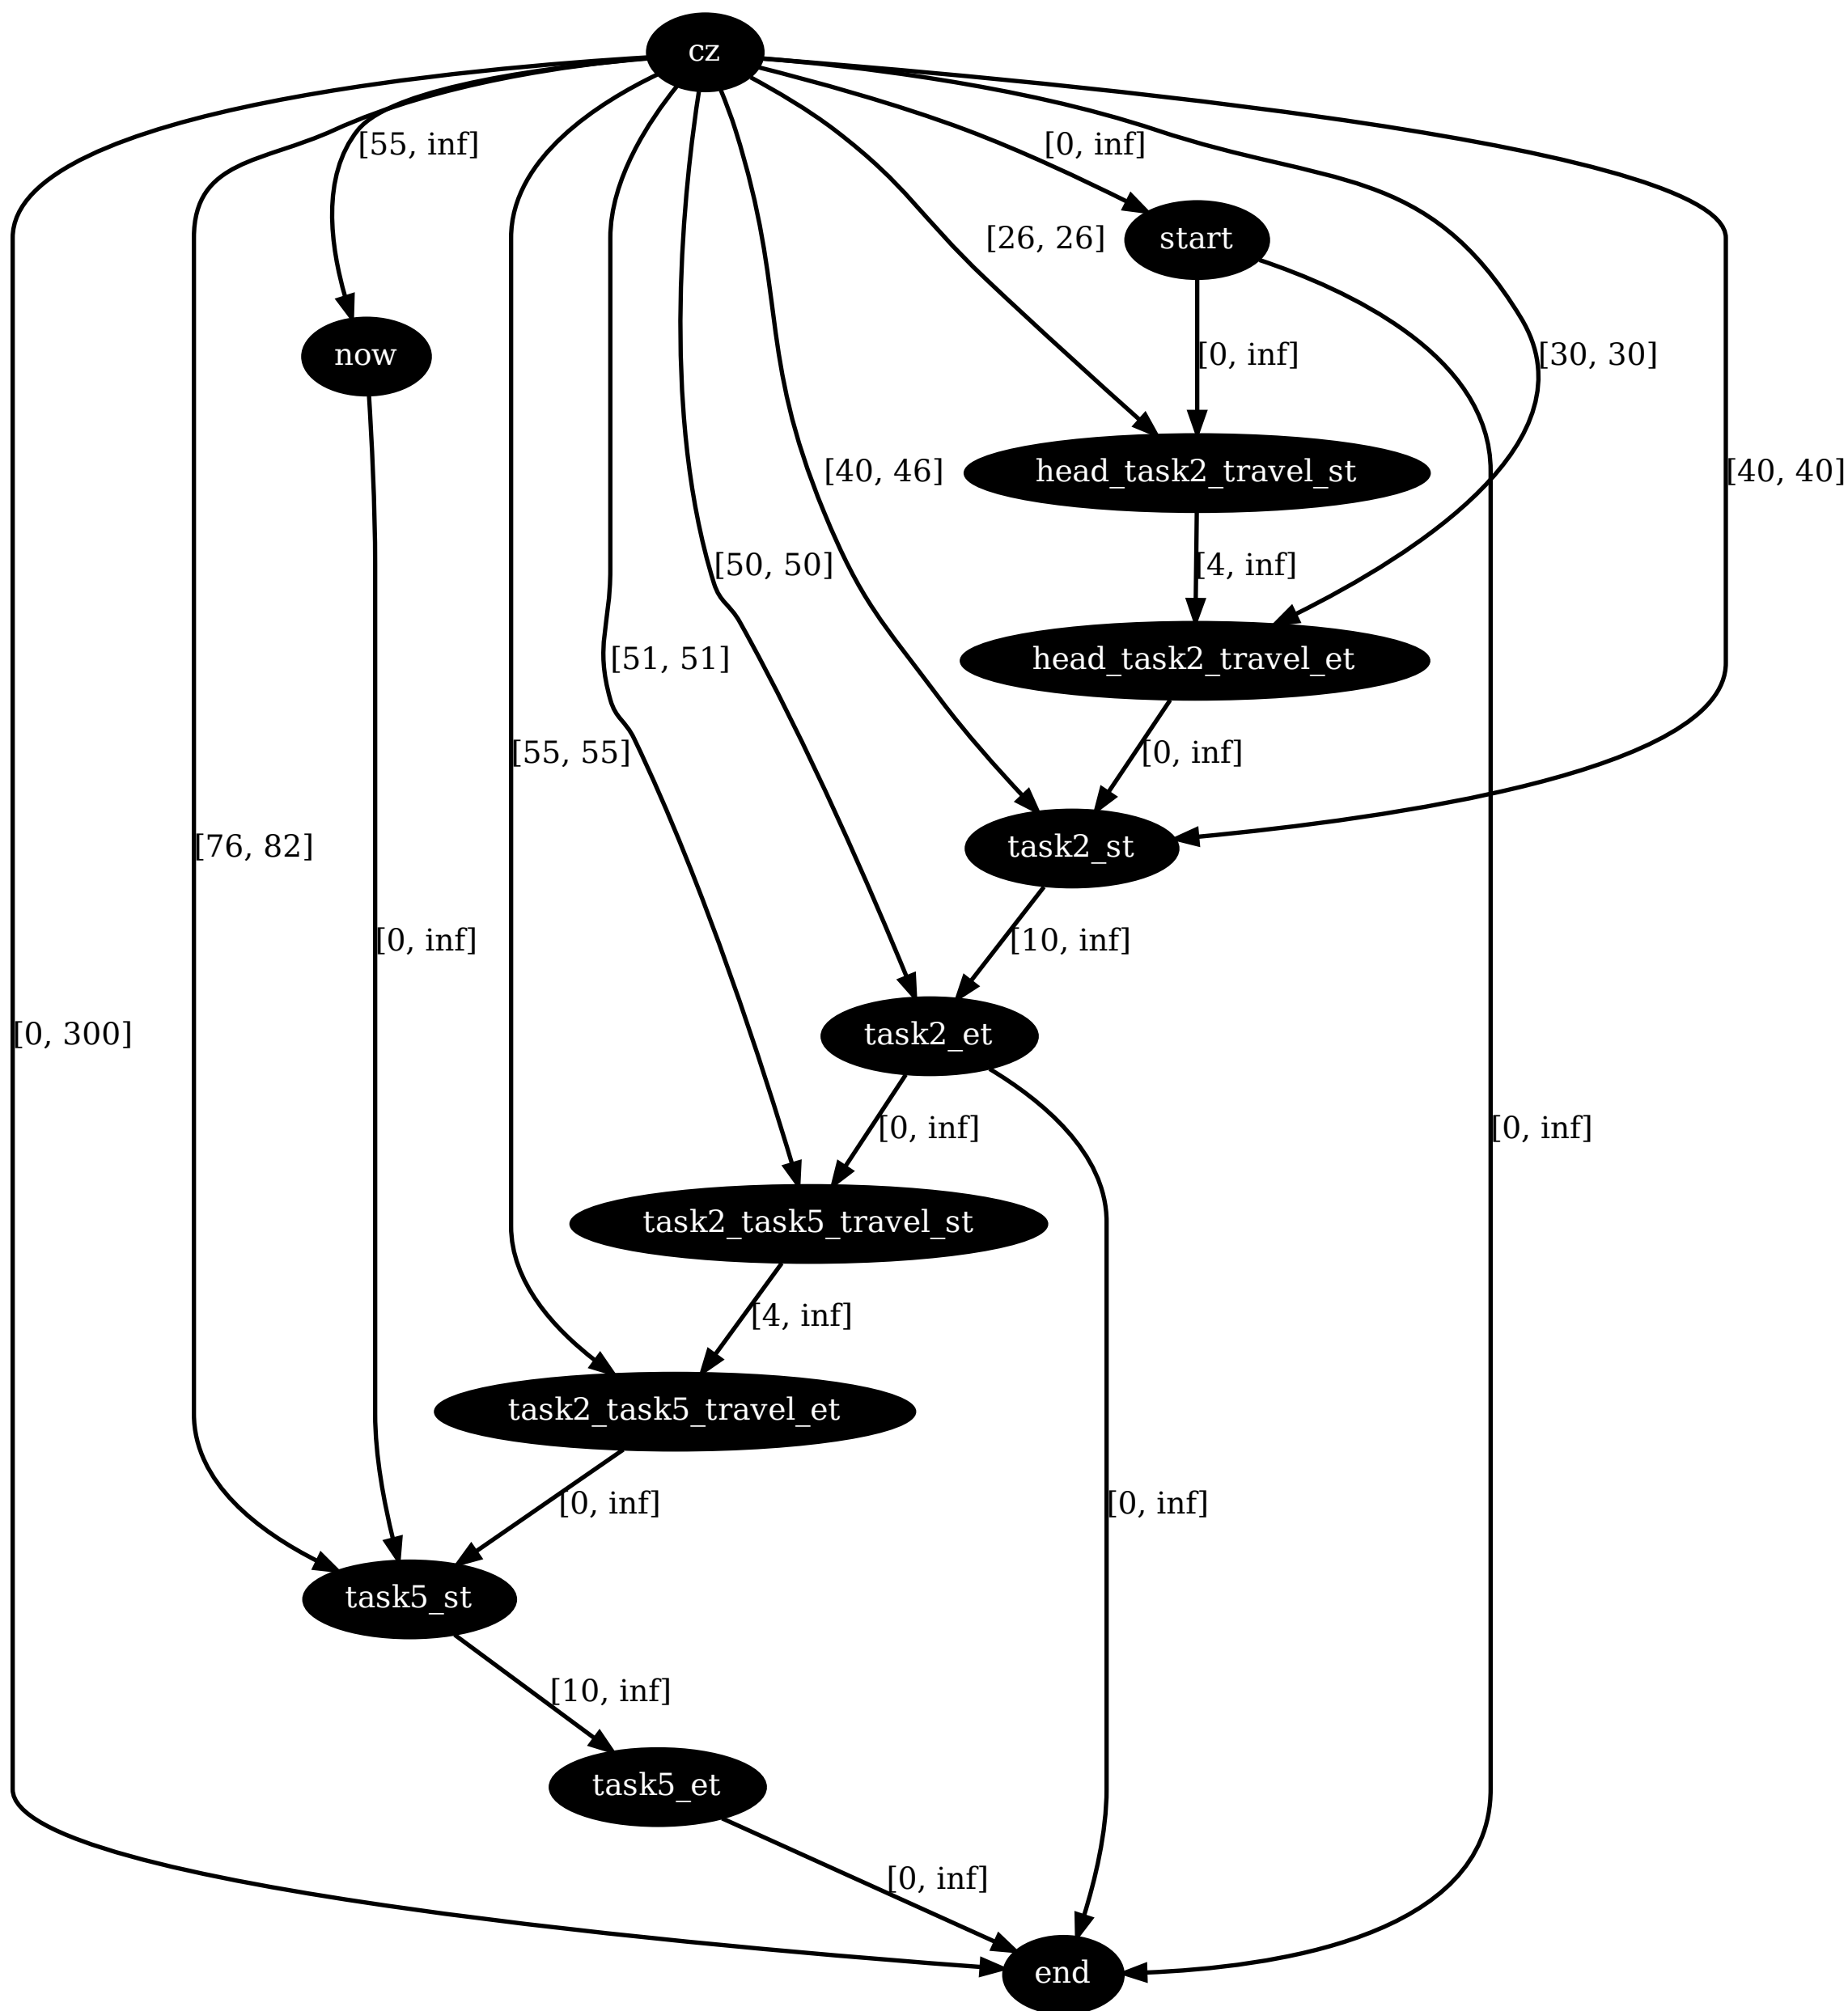 cz
[55, inf]
[0, inf]
[26, 26]
start
now
[0, inf]
[30, 30]
[40, 46]
head_task2_travel_st
[40, 40]
[50, 50]
[4, inf]
[51, 51]
head_task2_travel_et
[55, 55]
[0, inf]
[76, 82]
task2_st
[0, inf]
[10, inf]
[0, 300]
task2_et
[0, inf]
[0, inf]
task2_task5_travel_st
[4, inf]
task2_task5_travel_et
[0, inf]
[0, inf]
task5_st
[10, inf]
task5_et
[0, inf]
end